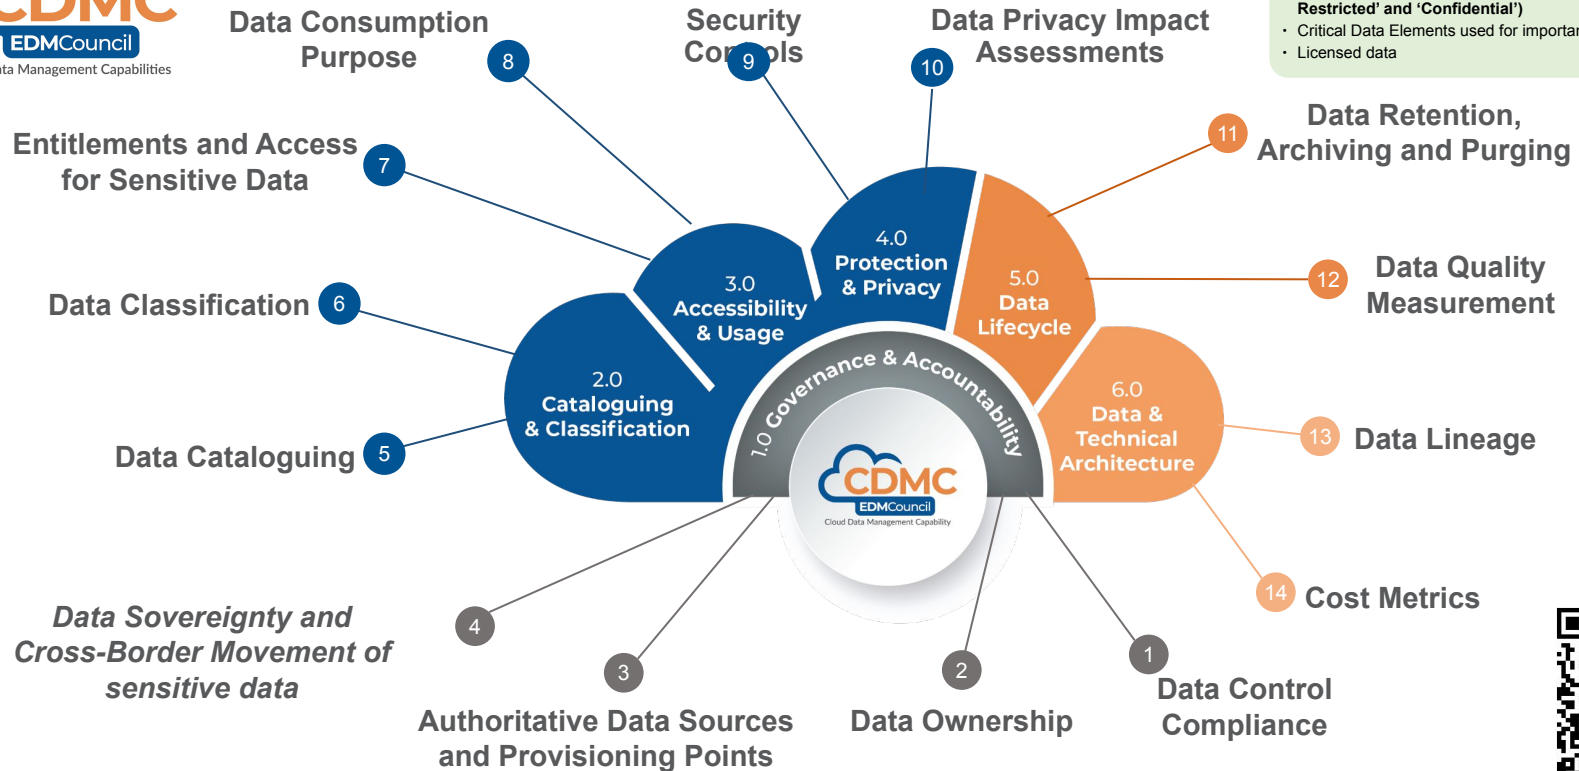 CDMC
EDMCouncil
Data Management Capabilities
Data Consumption
Purpose
8
Security
Controls
9
Data Privacy Impact
Assessments
10
Restricted’ and ‘Confidential’)
• Critical Data Elements used for importan
• Licensed data
Entitlements and Access
for Sensitive Data
7
11
Data Retention,
Archiving and Purging
Data Classification
6
12
Data Quality
Measurement
Data Cataloguing
5
13
Data Lineage
14
Cost Metrics
2.0
Cataloguing
& Classification
3.0
Accessibility
& Usage
4.0
Protection
& Privacy
5.0
Data
Lifecycle
6.0
Data &
Technical
Architecture
1.0 Governance & Accountability
CDMC
EDMCouncil
Cloud Data Management Capability
Data Sovereignty and
Cross-Border Movement of
sensitive data
4
3
Authoritative Data Sources
and Provisioning Points
2
Data Ownership
1
Data Control
Compliance